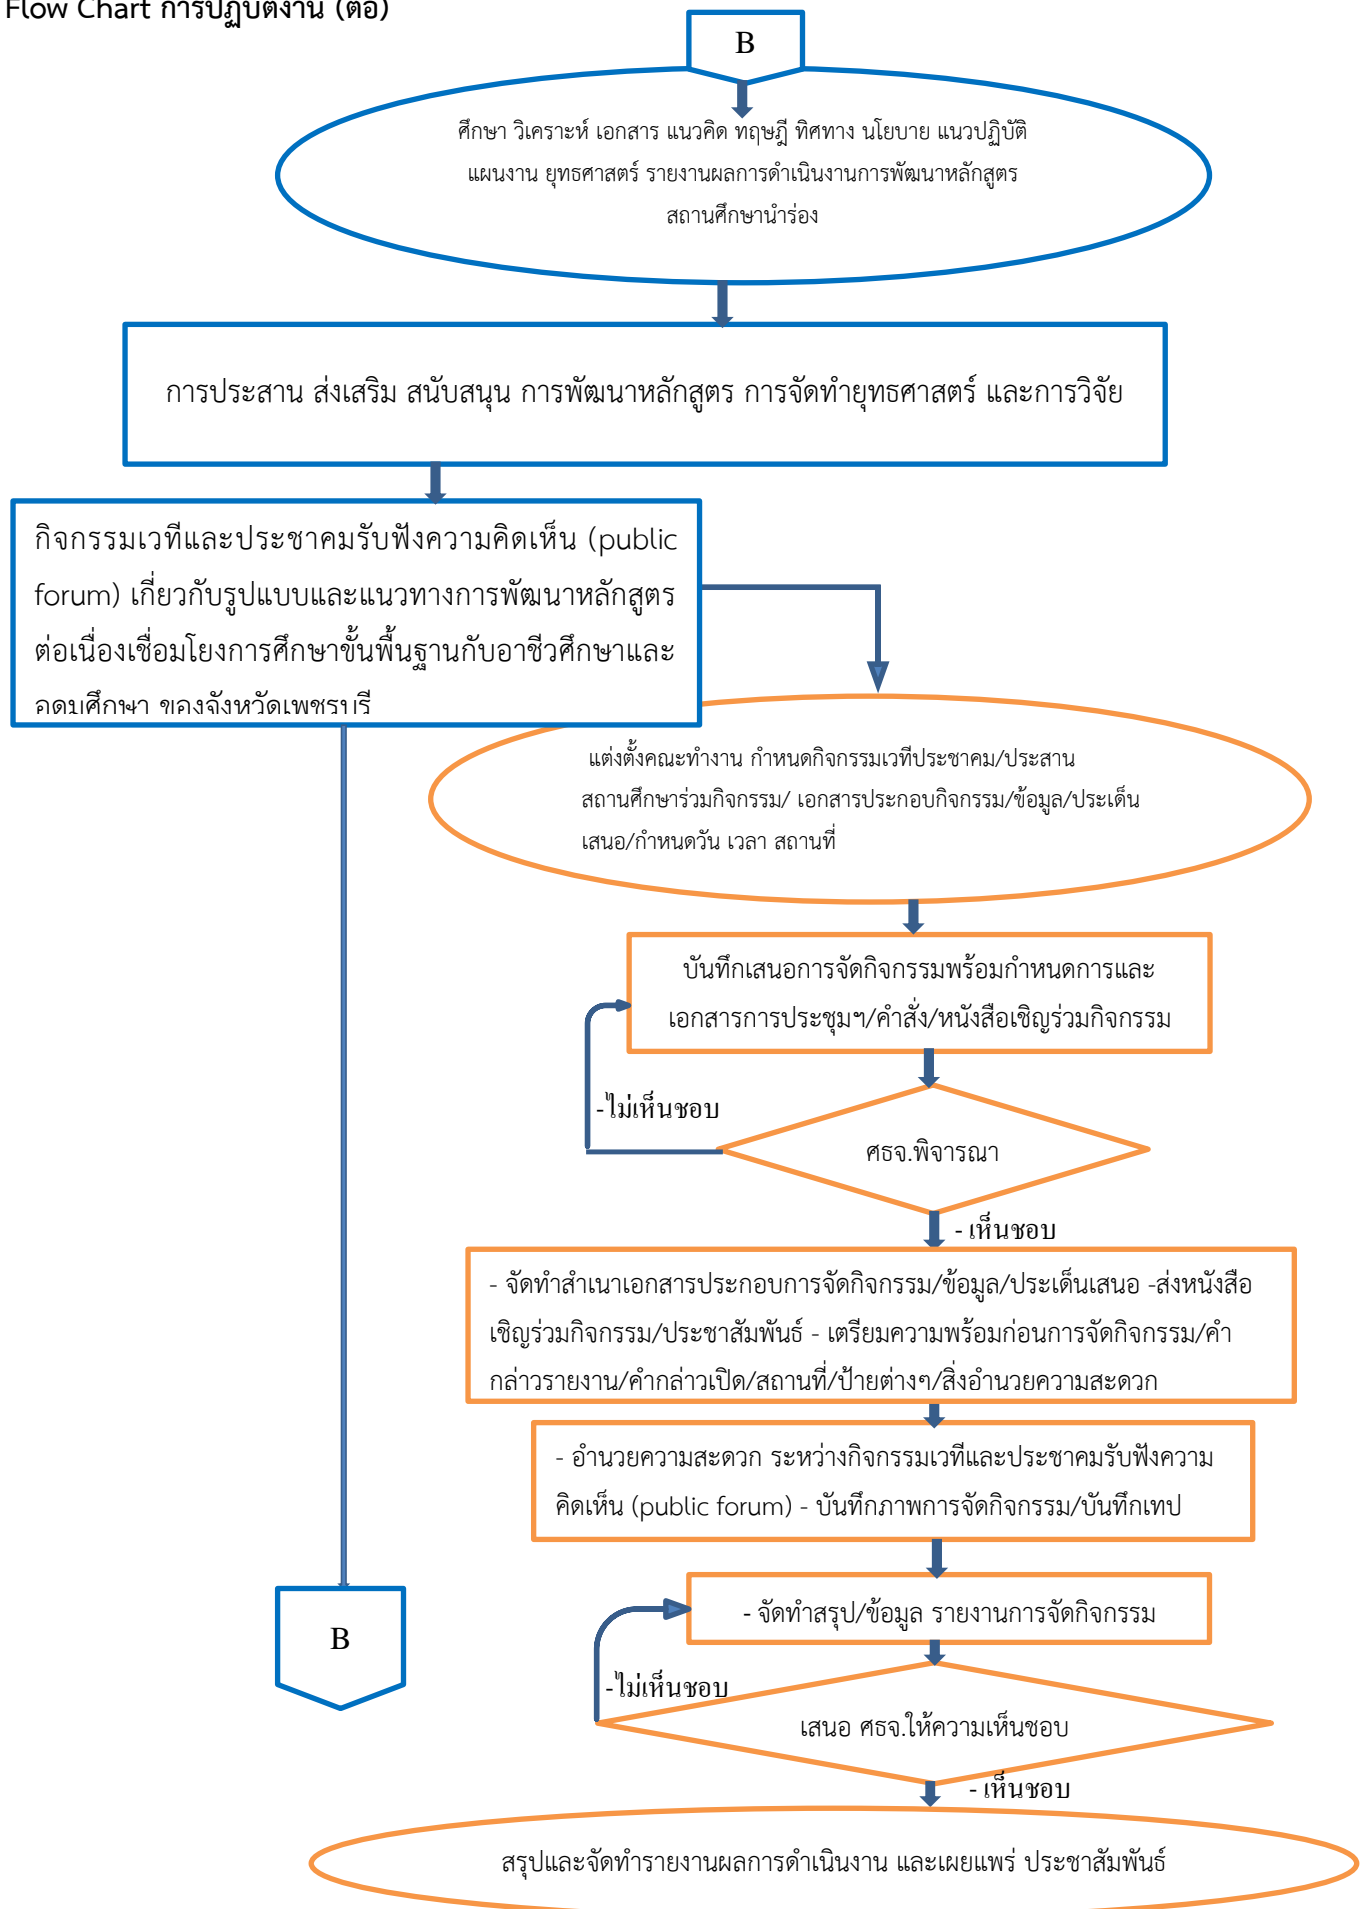 Flow Chart การปฏิบัติงาน (ต่อ)
B
ศึกษา วิเคราะห์ เอกสาร แนวคิด ทฤษฎี ทิศทาง นโยบาย แนวปฏิบัติ
แผนงาน ยุทธศาสตร์ รายงานผลการดำเนินงานการพัฒนาหลักสูตร
สถานศึกษานำร่อง
การประสาน ส่งเสริม สนับสนุน การพัฒนาหลักสูตร การจัดทำยุทธศาสตร์ และการวิจัย
กิจกรรมเวทีและประชาคมรับฟังความคิดเห็น (public
forum) เกี่ยวกับรูปแบบและแนวทางการพัฒนาหลักสูตร
ต่อเนื่องเชื่อมโยงการศึกษาขั้นพื้นฐานกับอาชีวศึกษาและ
อุดมศึกษา ของจังหวัดเพชรบุรี
แต่งตั้งคณะทำงาน กำหนดกิจกรรมเวทีประชาคม/ประสาน
สถานศึกษาร่วมกิจกรรม/ เอกสารประกอบกิจกรรม/ข้อมูล/ประเด็น
เสนอ/กำหนดวัน เวลา สถานที่
บันทึกเสนอการจัดกิจกรรมพร้อมกำหนดการและ
เอกสารการประชุมฯ/คำสั่ง/หนังสือเชิญร่วมกิจกรรม
-ไม่เห็นชอบ
ศธจ.พิจารณา
- เห็นชอบ
- จัดทำสำเนาเอกสารประกอบการจัดกิจกรรม/ข้อมูล/ประเด็นเสนอ -ส่งหนังสือ
เชิญร่วมกิจกรรม/ประชาสัมพันธ์ - เตรียมความพร้อมก่อนการจัดกิจกรรม/คำ
กล่าวรายงาน/คำกล่าวเปิด/สถานที่/ป้ายต่างๆ/สิ่งอำนวยความสะดวก
- อำนวยความสะดวก ระหว่างกิจกรรมเวทีและประชาคมรับฟังความ
คิดเห็น (public forum) - บันทึกภาพการจัดกิจกรรม/บันทึกเทป
B
- จัดทำสรุป/ข้อมูล รายงานการจัดกิจกรรม
-ไม่เห็นชอบ
เสนอ ศธจ.ให้ความเห็นชอบ
- เห็นชอบ
สรุปและจัดทำรายงานผลการดำเนินงาน และเผยแพร่ ประชาสัมพันธ์